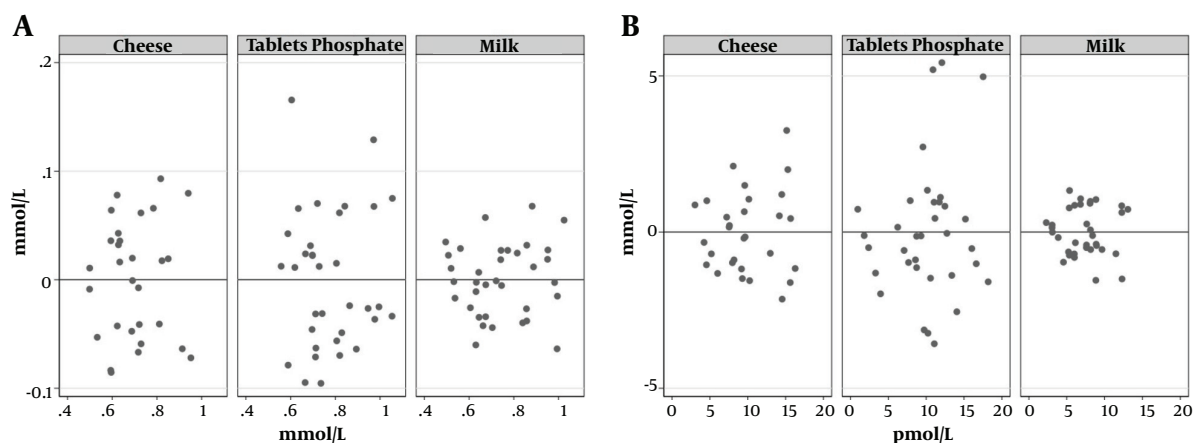 A
Cheese Tablets Phosphate Milk
.2
.1
0
-0.1
mmol/L
.4 .6 .8 1 .4 .6 .8 1 .4 .6 .8 1
mmol/L
B
Cheese Tablets Phosphate Milk
5
0
-5
mmol/L
0 5 10 15 20 0 5 10 15 20 0 5 10 15 20
pmol/L